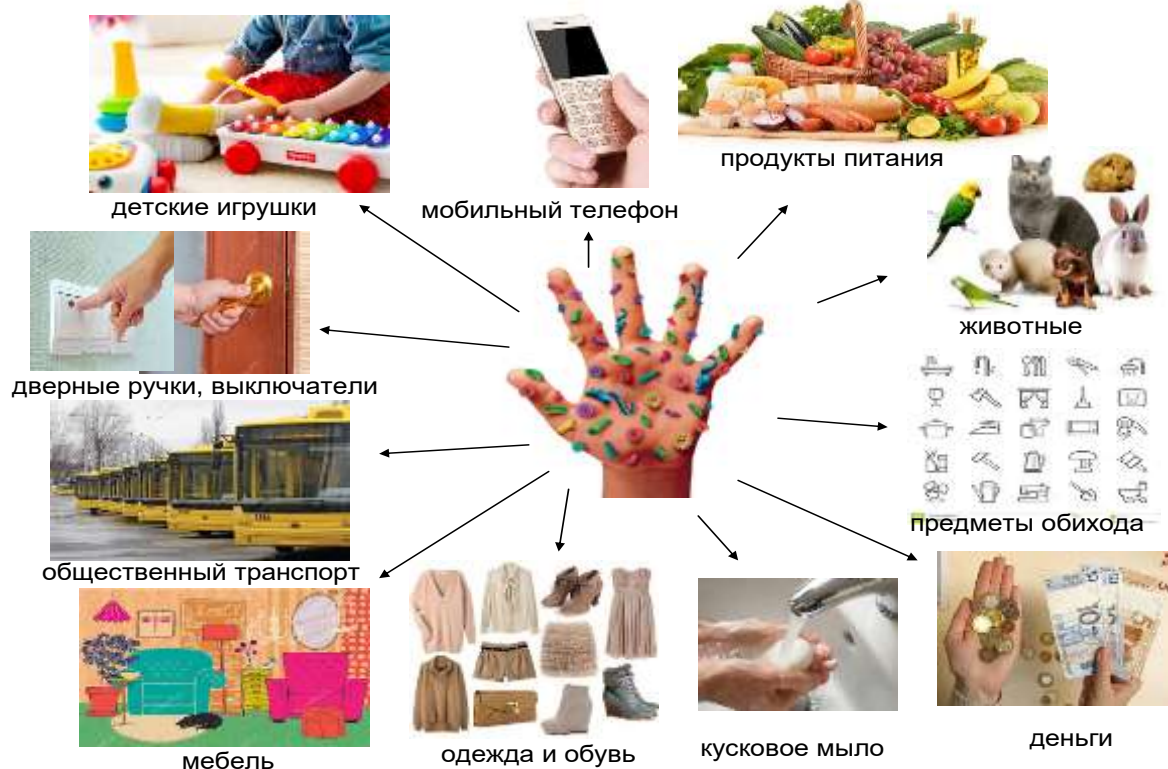 продукты питания
детские игрушки
мобильный телефон
животные
дверные ручки, выключатели
предметы обихода
общественный транспорт
деньги
одежда и обувь
кусковое мыло
мебель